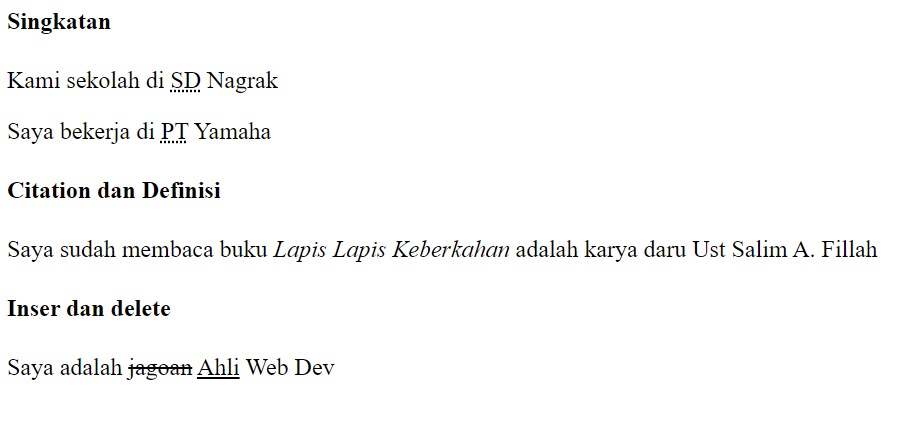 Singkatan
Kami sekolah di SD Nagrak
Saya bekerja di PT Yamaha
Citation dan Definisi
Saya sudah membaca buku Lapis Lapis Keberkahan adalah karya daru Ust Salim A. Fillah
Inser dan delete
Saya adalah jagoan Ahli Web Dev